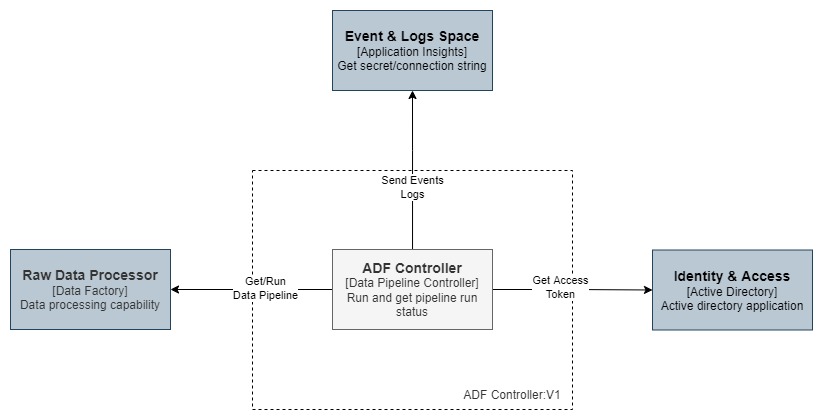 Event & Logs Space
[Application Insights]
Get secret/connection string
Send Events
Logs
Raw Data Processor
[Data Factory]
Data processing capability
Get/Run
Data Pipeline
ADF Controller
[Data Pipeline Controller]
Run and get pipeline run
status
Get Access
Token
Identity & Access
[Active Directory]
Active directory application
ADF Controller:V1